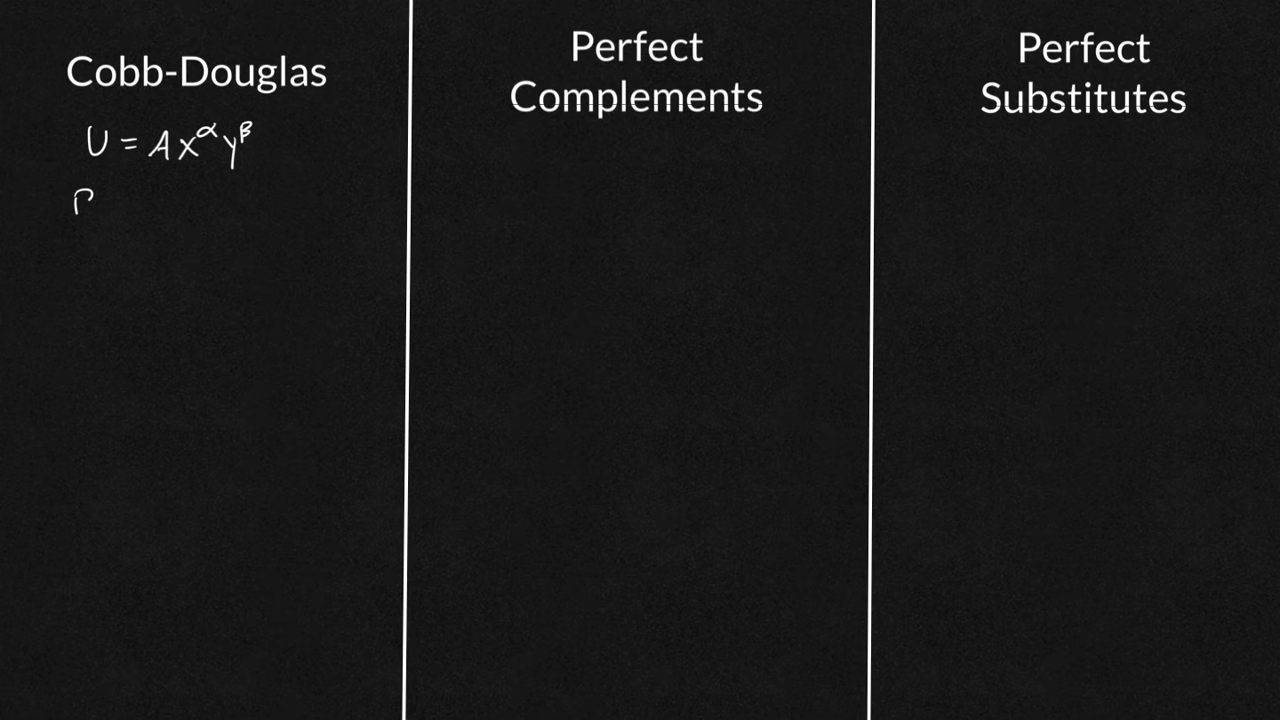 Cobb-Douglas
U = Ax^α y^β
Perfect
Complements
Perfect
Substitutes